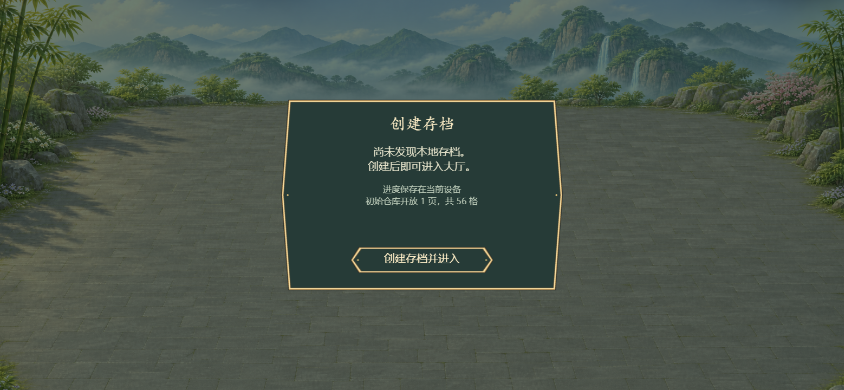 创建存档
尚未发现本地存档。
创建后即可进入大厅。
进度保存在当前设备
初始仓库开放 1 页，共 56 格
创建存档并进入